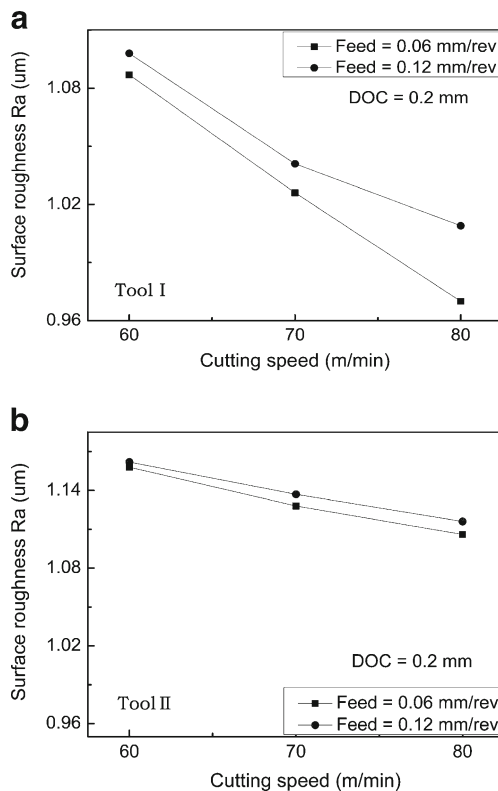 a
Feed = 0.06 mm/rev
Feed = 0.12 mm/rev
DOC = 0.2 mm
Surface roughness Ra (um)
1.08
1.02
0.96
Tool I
60
70
80
Cutting speed (m/min)
b
Surface roughness Ra (um)
1.14
1.08
1.02
0.96
DOC = 0.2 mm
Tool II
Feed = 0.06 mm/rev
Feed = 0.12 mm/rev
60
70
80
Cutting speed (m/min)